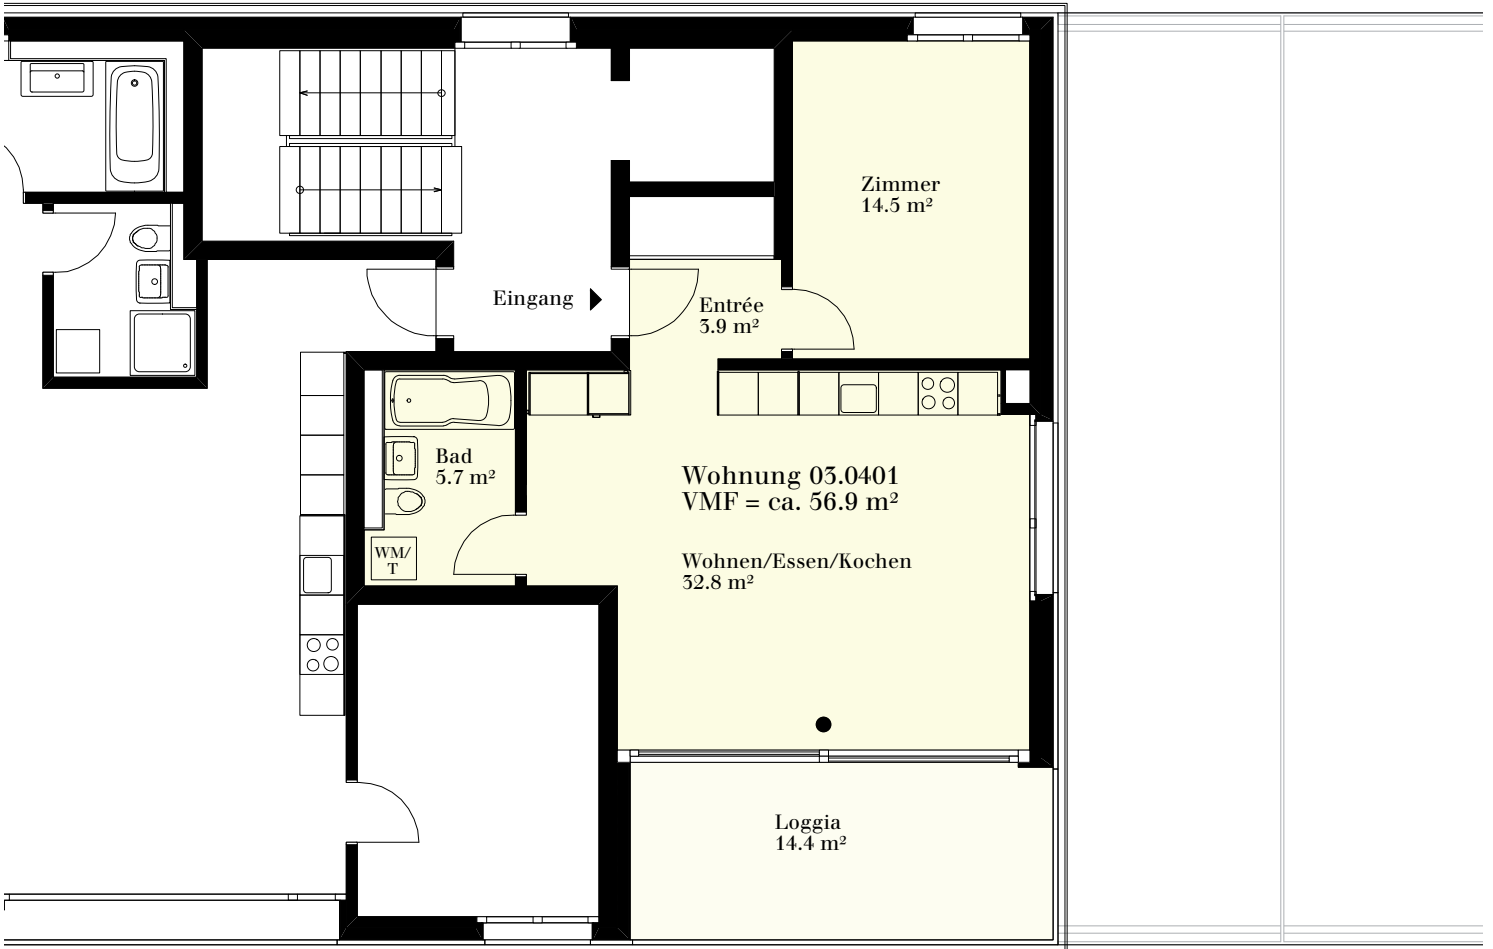 Zimmer
14.5 m²
Eingang
Entrée
3.9 m²
Bad
5.7 m²
WM/
T
Wohnung 03.0401
VMF = ca. 56.9 m²
Wohnen/Essen/Kochen
32.8 m²
Loggia
14.4 m²